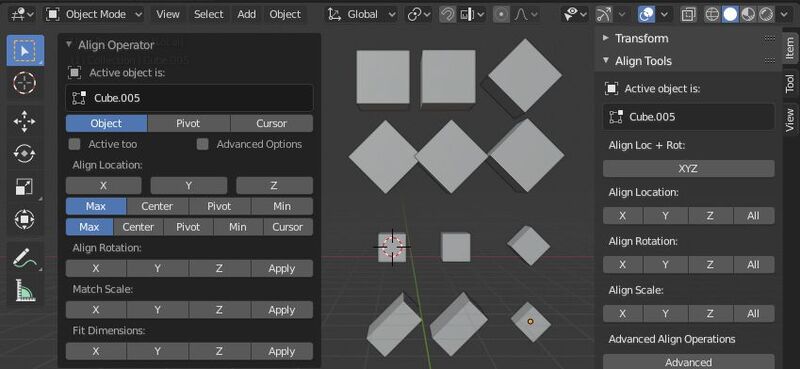 Object Mode View Select Add Object Global
Align Operator
Active object is:
Cube.005
Object Pivot Cursor
Active too Advanced Options
Align Location:
X Y Z
Max Center Pivot Min
Max Center Pivot Min Cursor
Align Rotation:
X Y Z Apply
Match Scale:
X Y Z Apply
Fit Dimensions:
X Y Z Apply
Transform
Align Tools
Active object is:
Cube.005
Align Loc + Rot:
XYZ
Align Location:
X Y Z All
Align Rotation:
X Y Z All
Align Scale:
X Y Z All
Advanced Align Operations
Advanced
Item
Tool
View